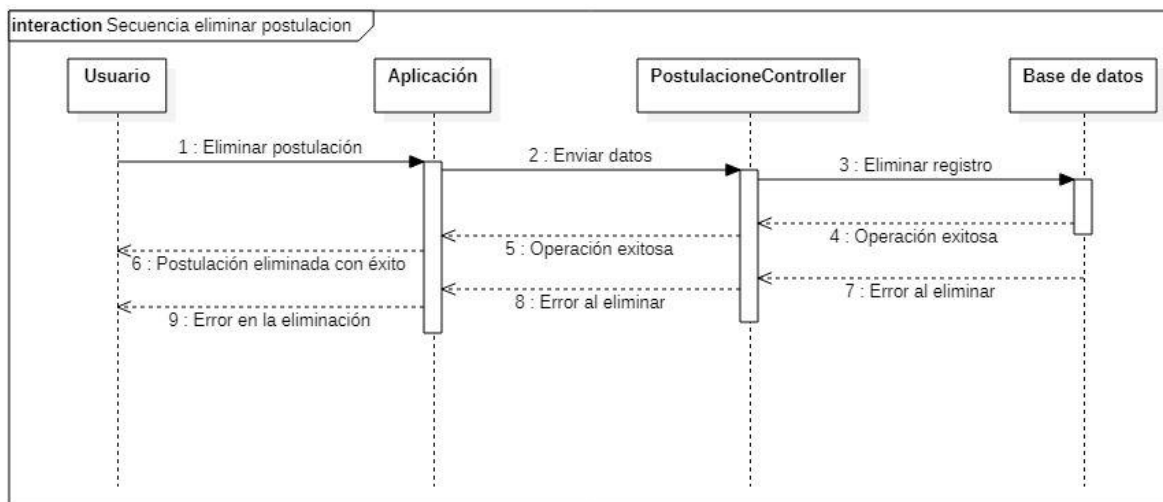 interaction Secuencia eliminar postulacion
Usuario
Aplicación
PostulacioneController
Base de datos
1 : Eliminar postulación
2 : Enviar datos
3 : Eliminar registro
4 : Operación exitosa
5 : Operación exitosa
6 : Postulación eliminada con éxito
7 : Error al eliminar
8 : Error al eliminar
9 : Error en la eliminación